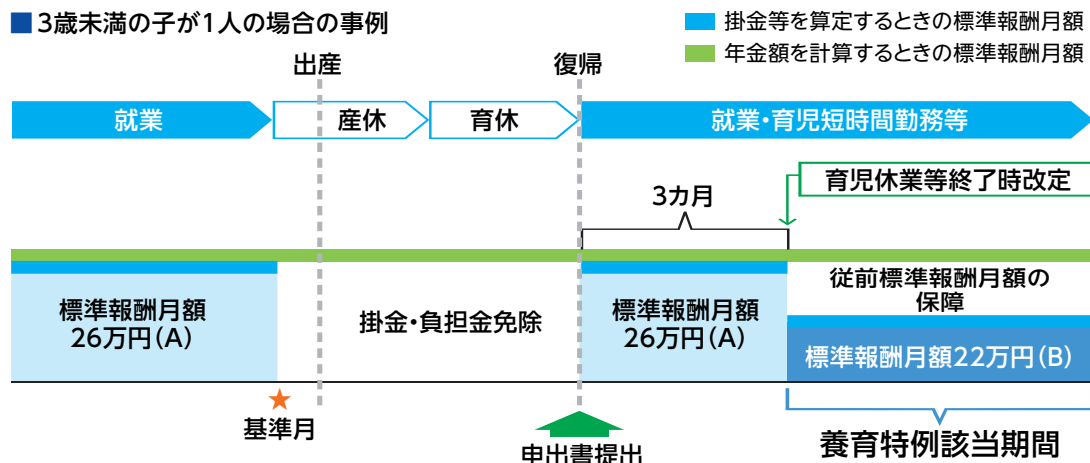 ■3歳未満の子が1人の場合の事例
掛金等を算定するときの標準報酬月額
年金額を計算するときの標準報酬月額
出産
復帰
就業
産休
育休
就業・育児短時間勤務等
育児休業等終了時改定
3カ月
標準報酬月額
26万円(A)
掛金・負担金免除
標準報酬月額
26万円(A)
従前標準報酬月額の
保障
標準報酬月額22万円(B)
★
基準月
申出書提出
養育特例該当期間